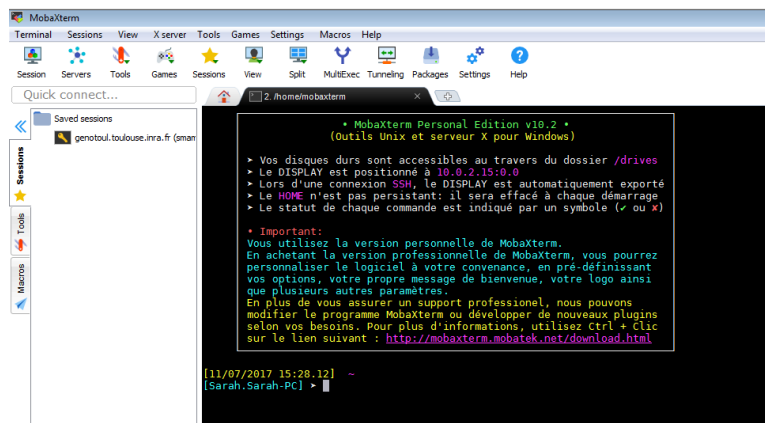 MobaXterm
Terminal Sessions View X server Tools Games Settings Macros Help
Session Servers Tools Games Sessions View Split MultiExec Tunneling Packages Settings Help
Quick connect...
2. /home/mobaxterm
Saved sessions
genotoul.toulouse.inra.fr (smar
Sessions
Tools
Macros
• MobaXterm Personal Edition v10.2 •
(Outils Unix et serveur X pour Windows)
➤ Vos disques durs sont accessibles au travers du dossier /drives
➤ Le DISPLAY est positionné à 10.0.2.15:0.0
➤ Lors d'une connexion SSH, le DISPLAY est automatiquement exporté
➤ Le HOME n'est pas persistant: il sera effacé à chaque démarrage
➤ Le statut de chaque commande est indiqué par un symbole (✔ ou ✘)
• Important:
Vous utilisez la version personnelle de MobaXterm.
En achetant la version professionnelle de MobaXterm, vous pourrez
personnaliser le logiciel à votre convenance, en pré-définissant
vos options, votre propre message de bienvenue, votre logo ainsi
que plusieurs autres paramètres.
En plus de vous assurer un support professionel, nous pouvons
modifier le programme MobaXterm ou développer de nouveaux plugins
selon vos besoins. Pour plus d'informations, utilisez Ctrl + Clic
sur le lien suivant : http://mobaxterm.mobatek.net/download.html
[11/07/2017 15:28.12] ~
[Sarah.Sarah-PC] ➤